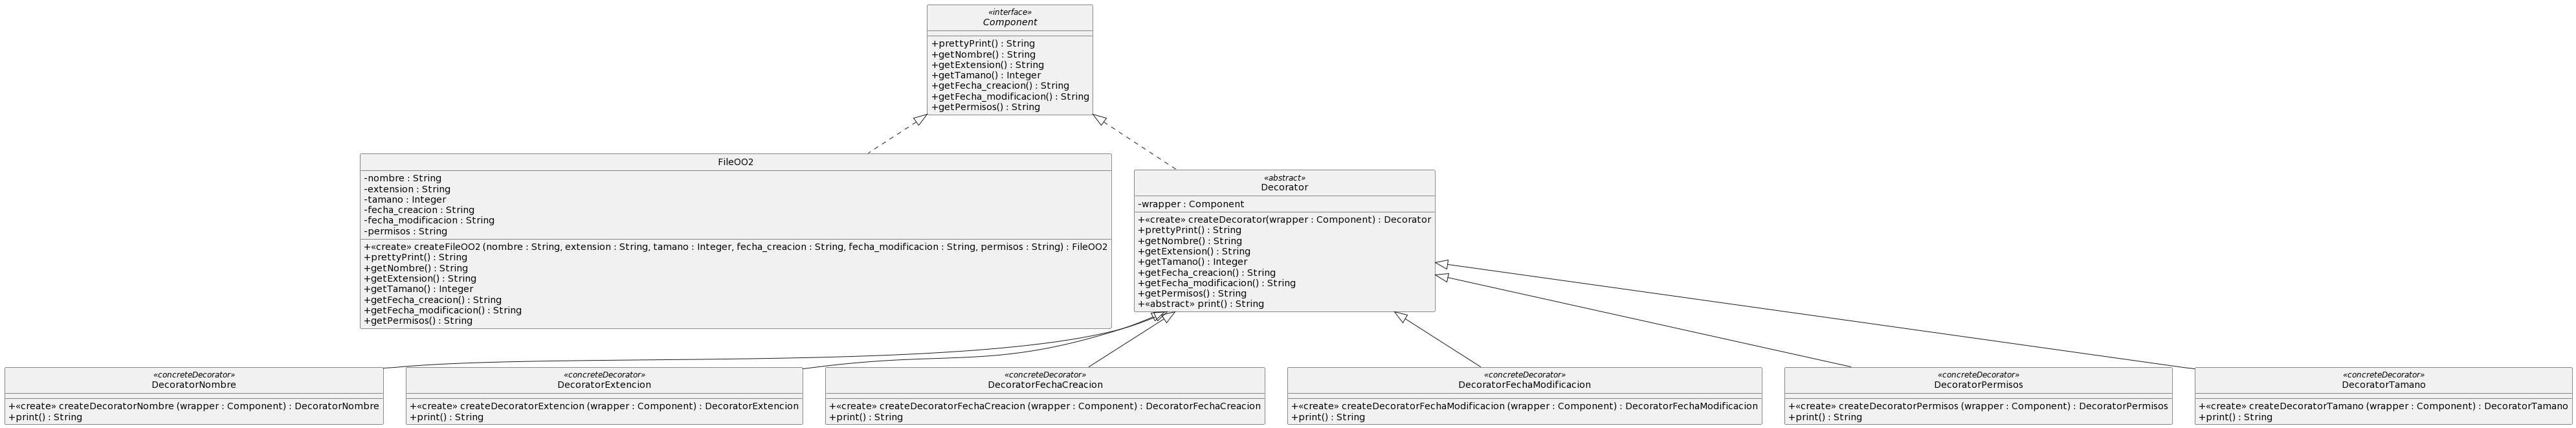 «interface»
Component
+prettyPrint() : String
+getNombre() : String
+getExtension() : String
+getTamano() : Integer
+getFecha_creacion() : String
+getFecha_modificacion() : String
+getPermisos() : String
FileOO2
-nombre : String
-extension : String
-tamano : Integer
-fecha_creacion : String
-fecha_modificacion : String
-permisos : String
+«create» createFileOO2 (nombre : String, extension : String, tamano : Integer, fecha_creacion : String, fecha_modificacion : String, permisos : String) : FileOO2
+prettyPrint() : String
+getNombre() : String
+getExtension() : String
+getTamano() : Integer
+getFecha_creacion() : String
+getFecha_modificacion() : String
+getPermisos() : String
«abstract»
Decorator
-wrapper : Component
+«create» createDecorator(wrapper : Component) : Decorator
+prettyPrint() : String
+getNombre() : String
+getExtension() : String
+getTamano() : Integer
+getFecha_creacion() : String
+getFecha_modificacion() : String
+getPermisos() : String
+«abstract» print() : String
«concreteDecorator»
DecoratorNombre
+«create» createDecoratorNombre (wrapper : Component) : DecoratorNombre
+print() : String
«concreteDecorator»
DecoratorExtencion
+«create» createDecoratorExtencion (wrapper : Component) : DecoratorExtencion
+print() : String
«concreteDecorator»
DecoratorFechaCreacion
+«create» createDecoratorFechaCreacion (wrapper : Component) : DecoratorFechaCreacion
+print() : String
«concreteDecorator»
DecoratorFechaModificacion
+«create» createDecoratorFechaModificacion (wrapper : Component) : DecoratorFechaModificacion
+print() : String
«concreteDecorator»
DecoratorPermisos
+«create» createDecoratorPermisos (wrapper : Component) : DecoratorPermisos
+print() : String
«concreteDecorator»
DecoratorTamano
+«create» createDecoratorTamano (wrapper : Component) : DecoratorTamano
+print() : String